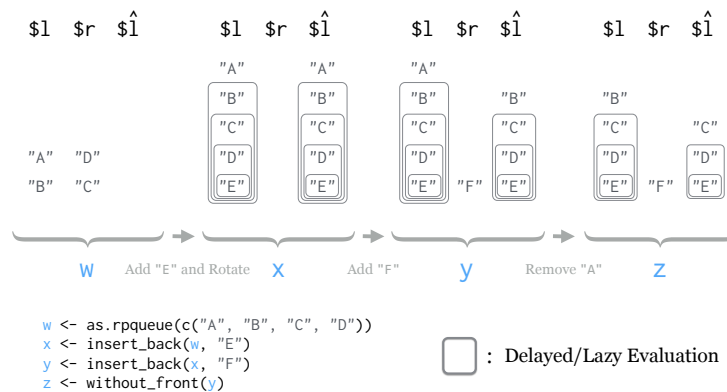 $l $r $l̂ $l $r $l̂ $l $r $l̂ $l $r $l̂
"A" "A" "A"
"B" "B" "B" "B" "B"
"C" "C" "C" "C" "C" "C"
"A" "D" "D" "D" "D" "D" "D" "D"
"B" "C" "E" "E" "E" "F" "E" "E" "F" "E"
w Add "E" and Rotate x Add "F" y Remove "A" z
w <- as.rpqueue(c("A", "B", "C", "D"))
x <- insert_back(w, "E")
y <- insert_back(x, "F")
z <- without_front(y)
: Delayed/Lazy Evaluation